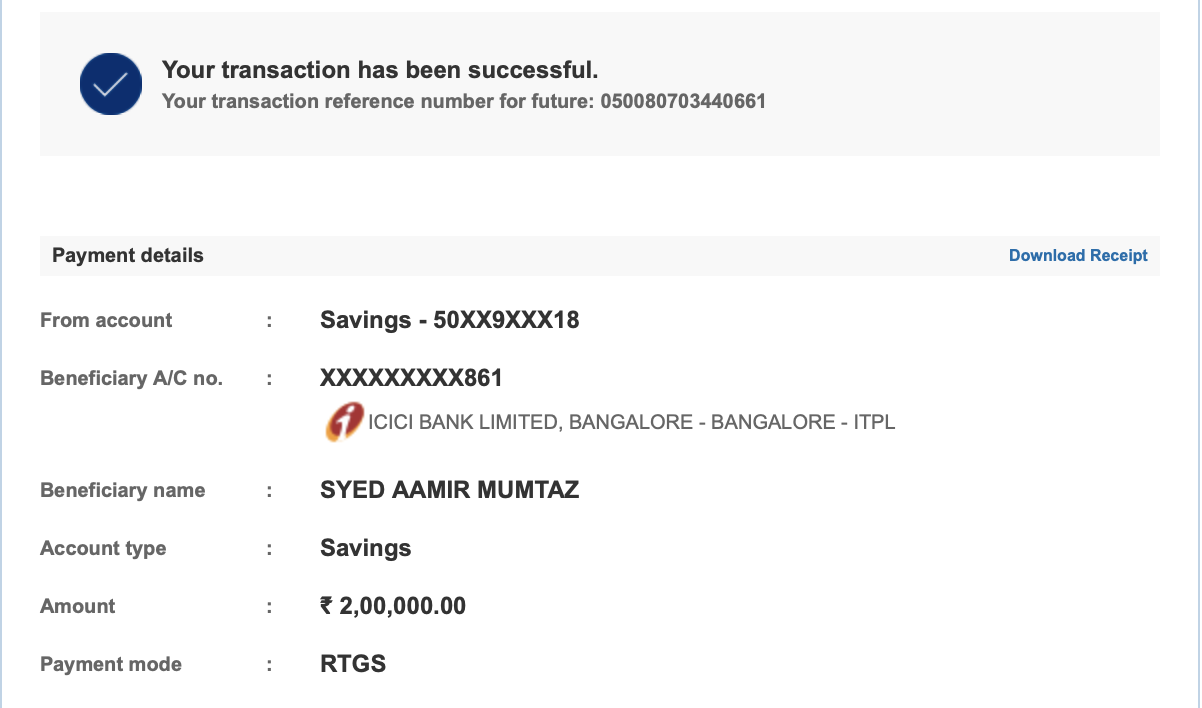 Your transaction has been successful.
Your transaction reference number for future: 050080703440661
Payment details Download Receipt
From account : Savings - 50XX9XXX18
Beneficiary A/C no. : XXXXXXXXX861
ICICI BANK LIMITED, BANGALORE - BANGALORE - ITPL
Beneficiary name : SYED AAMIR MUMTAZ
Account type : Savings
Amount : ₹ 2,00,000.00
Payment mode : RTGS